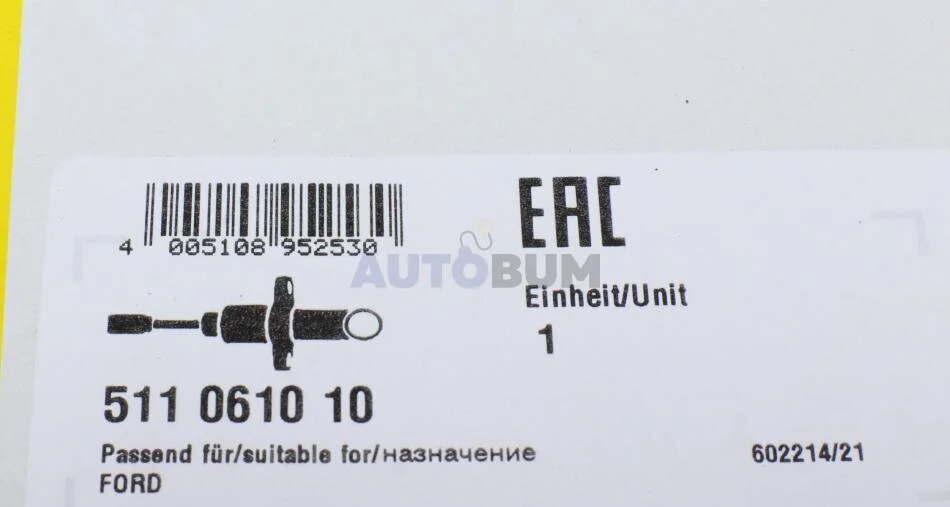 EAC
4 005108 952530
AUTOBUM
Einheit/Unit
1
511 0610 10
Passend für/suitable for/назначение
602214/21
FORD